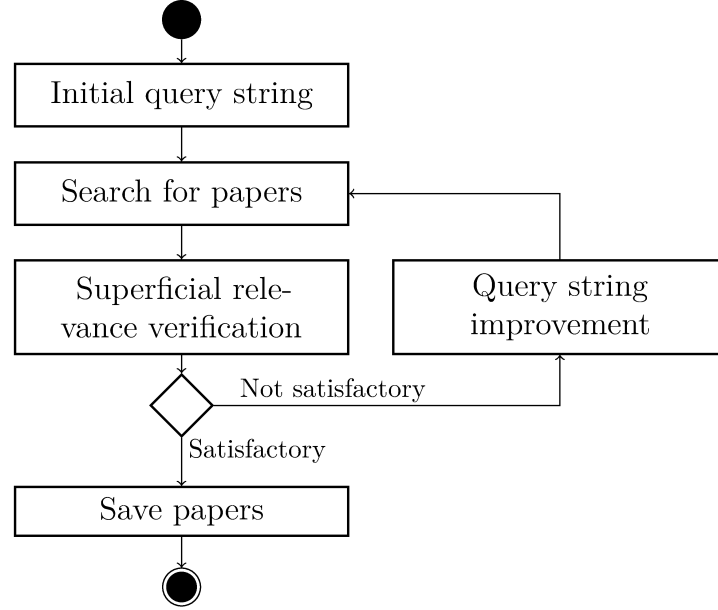 Initial query string
Search for papers
Superficial rele-
vance verification
Query string
improvement
Not satisfactory
Satisfactory
Save papers